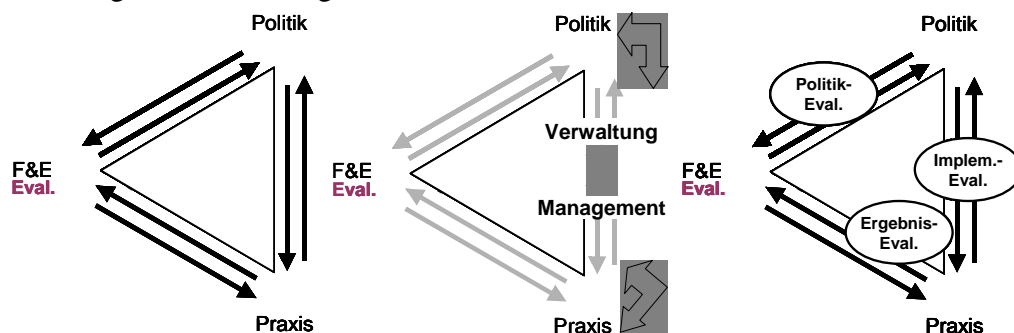 Politik
F&E
Eval.
Praxis
Politik
Verwaltung
F&E
Eval.
Management
Praxis
Politik
Politik-
Eval.
F&E
Eval.
Implem.-
Eval.
Ergebnis-
Eval.
Praxis